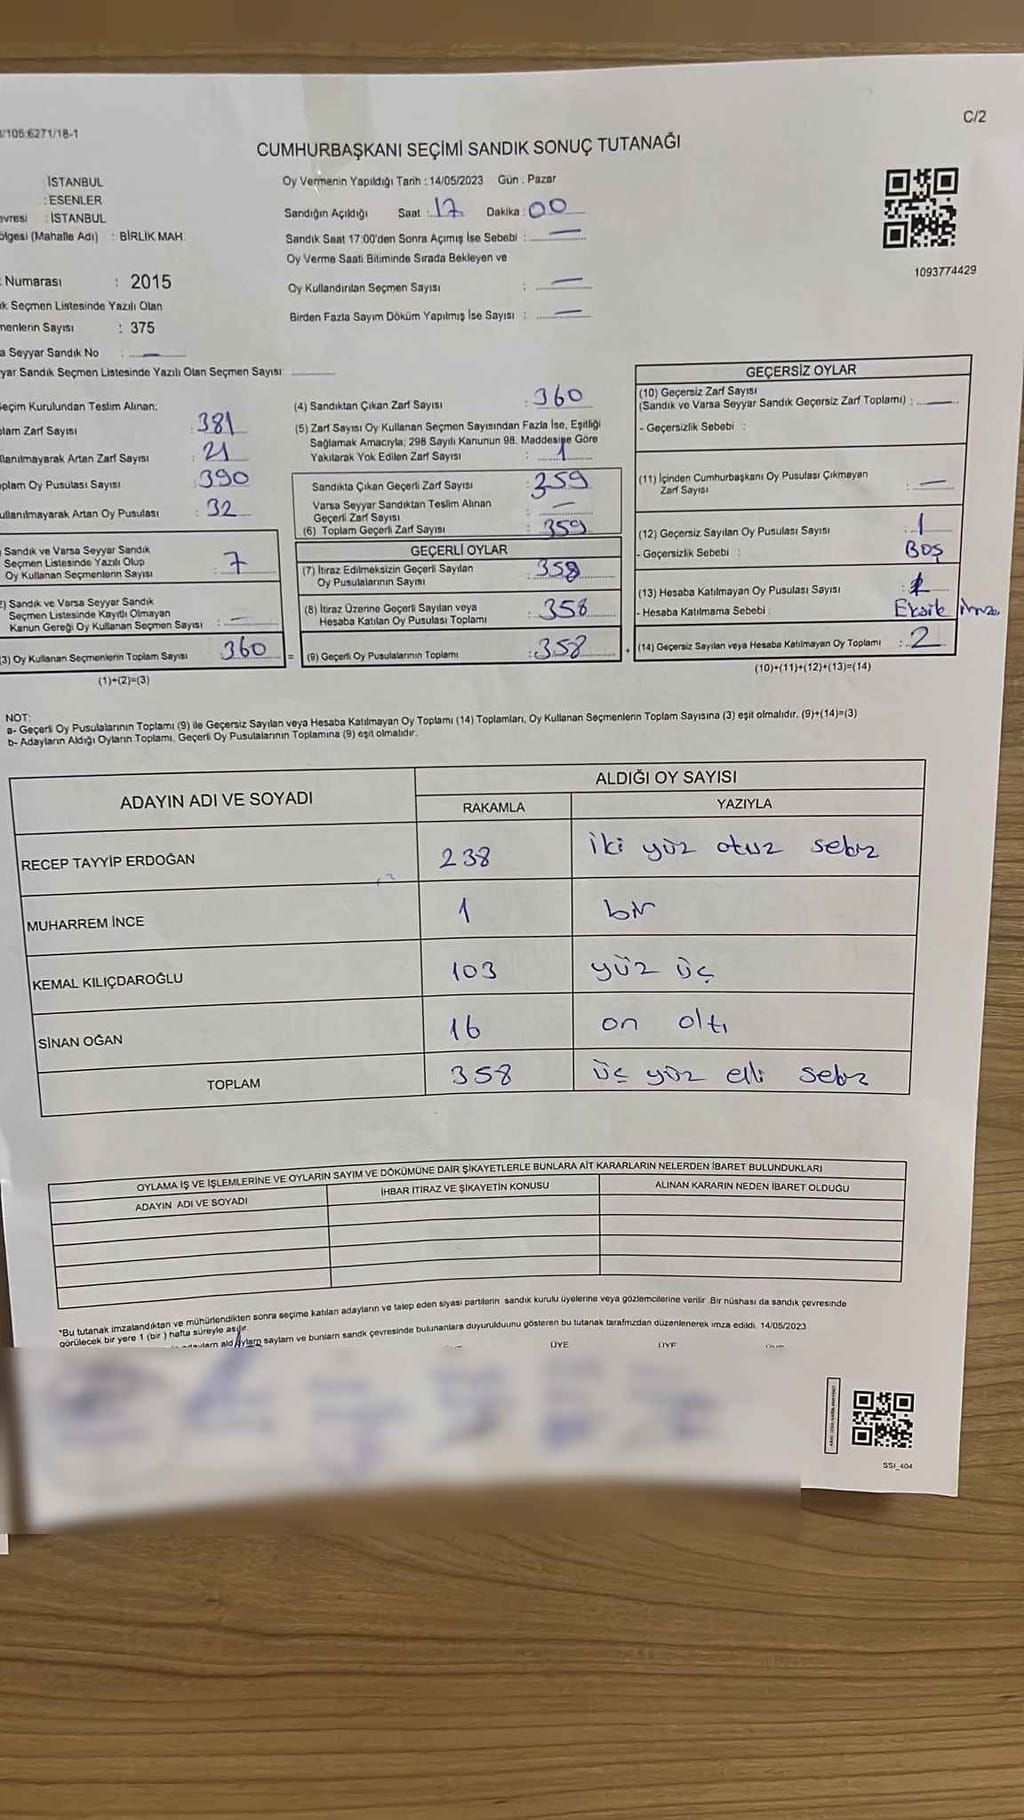 /105:6271/18-1
C/2
CUMHURBAŞKANI SEÇİMİ SANDIK SONUÇ TUTANAĞI
İSTANBUL
: ESENLER
evresi : İSTANBUL
ölgesi (Mahalle Adı) : BİRLİK MAH.
Numarası : 2015
ık Seçmen Listesinde Yazılı Olan
menlerin Sayısı : 375
a Seyyar Sandık No : —
yar Sandık Seçmen Listesinde Yazılı Olan Seçmen Sayısı
Oy Vermenin Yapıldığı Tarih : 14/05/2023 Gün : Pazar
Sandığın Açıldığı Saat : 17 Dakika : 00
Sandık Saat 17:00'den Sonra Açımış İse Sebebi : —
Oy Verme Saati Bitiminde Sırada Bekleyen ve
Oy Kullandırılan Seçmen Sayısı : —
Birden Fazla Sayım Döküm Yapılmış İse Sayısı : —
1093774429
eçim Kurulundan Teslim Alınan:
plam Zarf Sayısı : 381
llanılmayarak Artan Zarf Sayısı : 21
plam Oy Pusulası Sayısı : 390
ullanılmayarak Artan Oy Pusulası : 32
Sandık ve Varsa Seyyar Sandık
Seçmen Listesinde Yazılı Olup
Oy Kullanan Seçmenlerin Sayısı : 7
) Sandık ve Varsa Seyyar Sandık
Seçmen Listesinde Kayıtlı Olmayan
Kanun Gereği Oy Kullanan Seçmen Sayısı : —
(3) Oy Kullanan Seçmenlerin Toplam Sayısı 360 =
(1)+(2)=(3)
(4) Sandıktan Çıkan Zarf Sayısı : 360
(5) Zarf Sayısı Oy Kullanan Seçmen Sayısından Fazla İse, Eşitliği
Sağlamak Amacıyla; 298 Sayılı Kanunun 98. Maddesine Göre
Yakılarak Yok Edilen Zarf Sayısı : 1
Sandıkta Çıkan Geçerli Zarf Sayısı : 359
Varsa Seyyar Sandıktan Teslim Alınan
Geçerli Zarf Sayısı : —
(6) Toplam Geçerli Zarf Sayısı : 359
GEÇERLİ OYLAR
(7) İtiraz Edilmeksizin Geçerli Sayılan
Oy Pusulalarının Sayını : 358
(8) İtiraz Üzerine Geçerli Sayılan veya
Hesaba Katılan Oy Pusulası Toplamı : 358
(9) Geçerli Oy Pusulalarının Toplamı : 358
GEÇERSİZ OYLAR
(10) Geçersiz Zarf Sayısı
(Sandık ve Varsa Seyyar Sandık Geçersiz Zarf Toplamı) : —
- Geçersizlik Sebebi :
(11) İçinden Cumhurbaşkanı Oy Pusulası Çıkmayan
Zarf Sayısı : —
(12) Geçersiz Sayılan Oy Pusulası Sayısı : 1
- Geçersizlik Sebebi : Boş
(13) Hesaba Katılmayan Oy Pusulası Sayısı : 1
- Hesaba Katılmama Sebebi : Eksik imza
(14) Geçersiz Sayılan veya Hesaba Katılmayan Oy Toplamı : 2
(10)+(11)+(12)+(13)=(14)
NOT:
a- Geçerli Oy Pusulalarının Toplamı (9) ile Geçersiz Sayılan veya Hesaba Katılmayan Oy Toplamı (14) Toplamları, Oy Kullanan Seçmenlerin Toplam Sayısına (3) eşit olmalıdır. (9)+(14)=(3)
b- Adayların Aldığı Oyların Toplamı, Geçerli Oy Pusulalarının Toplamına (9) eşit olmalıdır.
ADAYIN ADI VE SOYADI ALDIĞI OY SAYISI
RAKAMLA YAZIYLA
RECEP TAYYİP ERDOĞAN 238 iki yüz otuz sekiz
MUHARREM İNCE 1 bir
KEMAL KILIÇDAROĞLU 103 yüz üç
SİNAN OĞAN 16 on altı
TOPLAM 358 üç yüz elli sekiz
OYLAMA İŞ VE İŞLEMLERİNE VE OYLARIN SAYIM VE DÖKÜMÜNE DAİR ŞİKAYETLERLE BUNLARA AİT KARARLARIN NELERDEN İBARET BULUNDUKLARI
ADAYIN ADI VE SOYADI İHBAR İTİRAZ VE ŞİKAYETİN KONUSU ALINAN KARARIN NEDEN İBARET OLDUĞU
*Bu tutanak imzalandıktan ve mühürlendikten sonra seçime katılan adayların ve talep eden siyasi partilerin sandık kurulu üyelerine veya gözlemcilerine verilir. Bir nüshası da sandık çevresinde
görülecek bir yere 1 (bir) hafta süreyle asılır.
saylarn ve bunlarn sandk çevresinde bulunanlara duyurulduunu gösteren bu tutanak tarafmzdan düzenlenerek imza edildi. 14/05/2023
ÜYE ÜYE
SSI_404